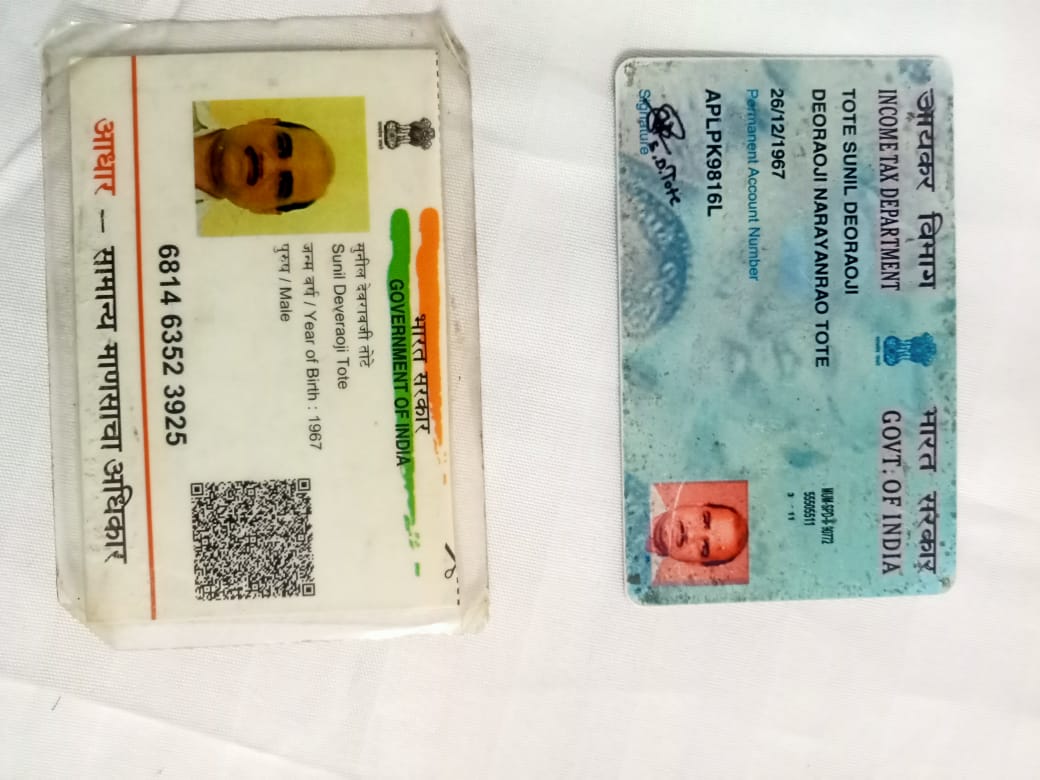 भारत सरकार
GOVERNMENT OF INDIA
सुनील देवरावजी तोटे
Sunil Deveraoji Tote
जन्म वर्ष / Year of Birth : 1967
पुरुष / Male
6814 6352 3925
आधार – सामान्य माणसाचा अधिकार
आयकर विभाग
INCOME TAX DEPARTMENT
भारत सरकार
GOVT. OF INDIA
TOTE SUNIL DEORAOJI
DEORAOJI NARAYANRAO TOTE
26/12/1967
Permanent Account Number
APLPK9816L
S.D.Tote
Signature